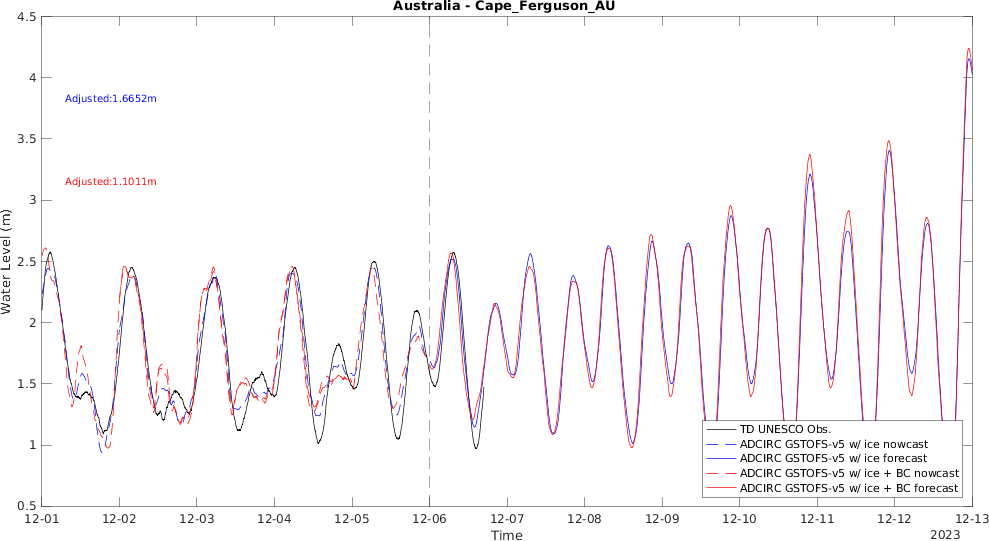 Australia - Cape_Ferguson_AU
Water Level (m)
4.5
4
3.5
3
2.5
2
1.5
1
0.5
Adjusted:1.6652m
Adjusted:1.1011m
TD UNESCO Obs.
ADCIRC GSTOFS-v5 w/ ice nowcast
ADCIRC GSTOFS-v5 w/ ice forecast
ADCIRC GSTOFS-v5 w/ ice + BC nowcast
ADCIRC GSTOFS-v5 w/ ice + BC forecast
12-01 12-02 12-03 12-04 12-05 12-06 12-07 12-08 12-09 12-10 12-11 12-12 12-13
Time
2023